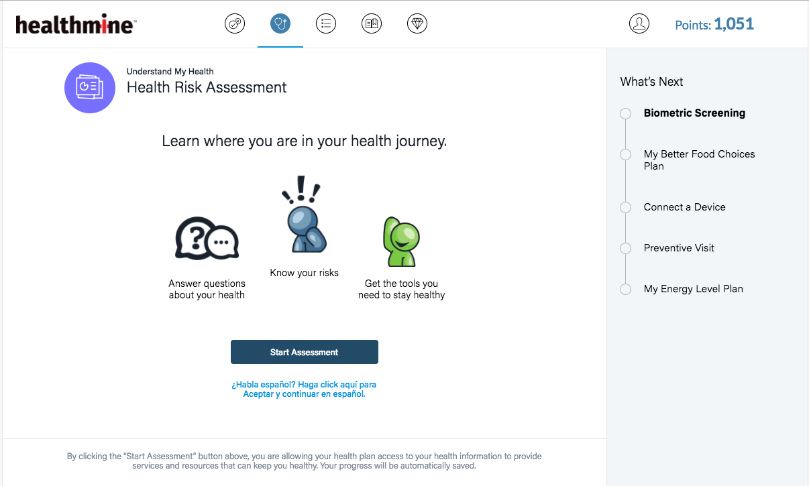 healthmine™
Points: 1,051
Understand My Health
Health Risk Assessment
Learn where you are in your health journey.
Answer questions
about your health
Know your risks
Get the tools you
need to stay healthy
Start Assessment
¿Habla español? Haga click aquí para
Aceptar y continuar en español.
By clicking the "Start Assessment" button above, you are allowing your health plan access to your health information to provide
services and resources that can keep you healthy. Your progress will be automatically saved.
What's Next
Biometric Screening
My Better Food Choices
Plan
Connect a Device
Preventive Visit
My Energy Level Plan